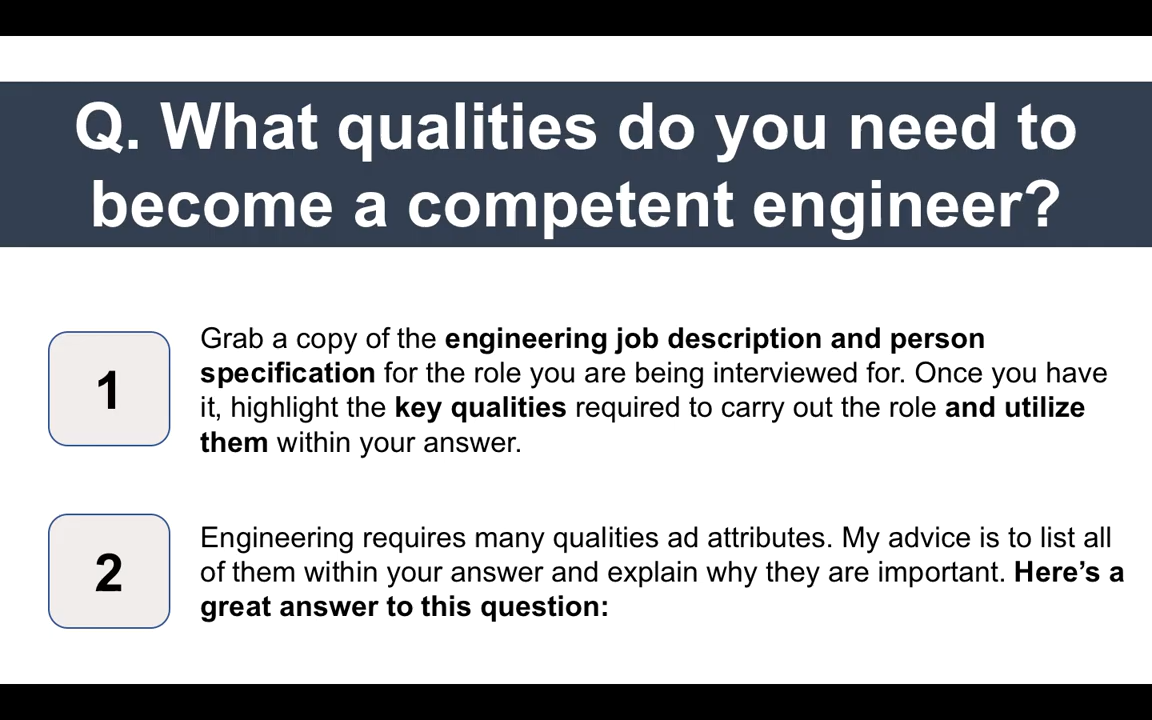 Q. What qualities do you need to
become a competent engineer?
1
Grab a copy of the engineering job description and person
specification for the role you are being interviewed for. Once you have
it, highlight the key qualities required to carry out the role and utilize
them within your answer.
2
Engineering requires many qualities ad attributes. My advice is to list all
of them within your answer and explain why they are important. Here’s a
great answer to this question: